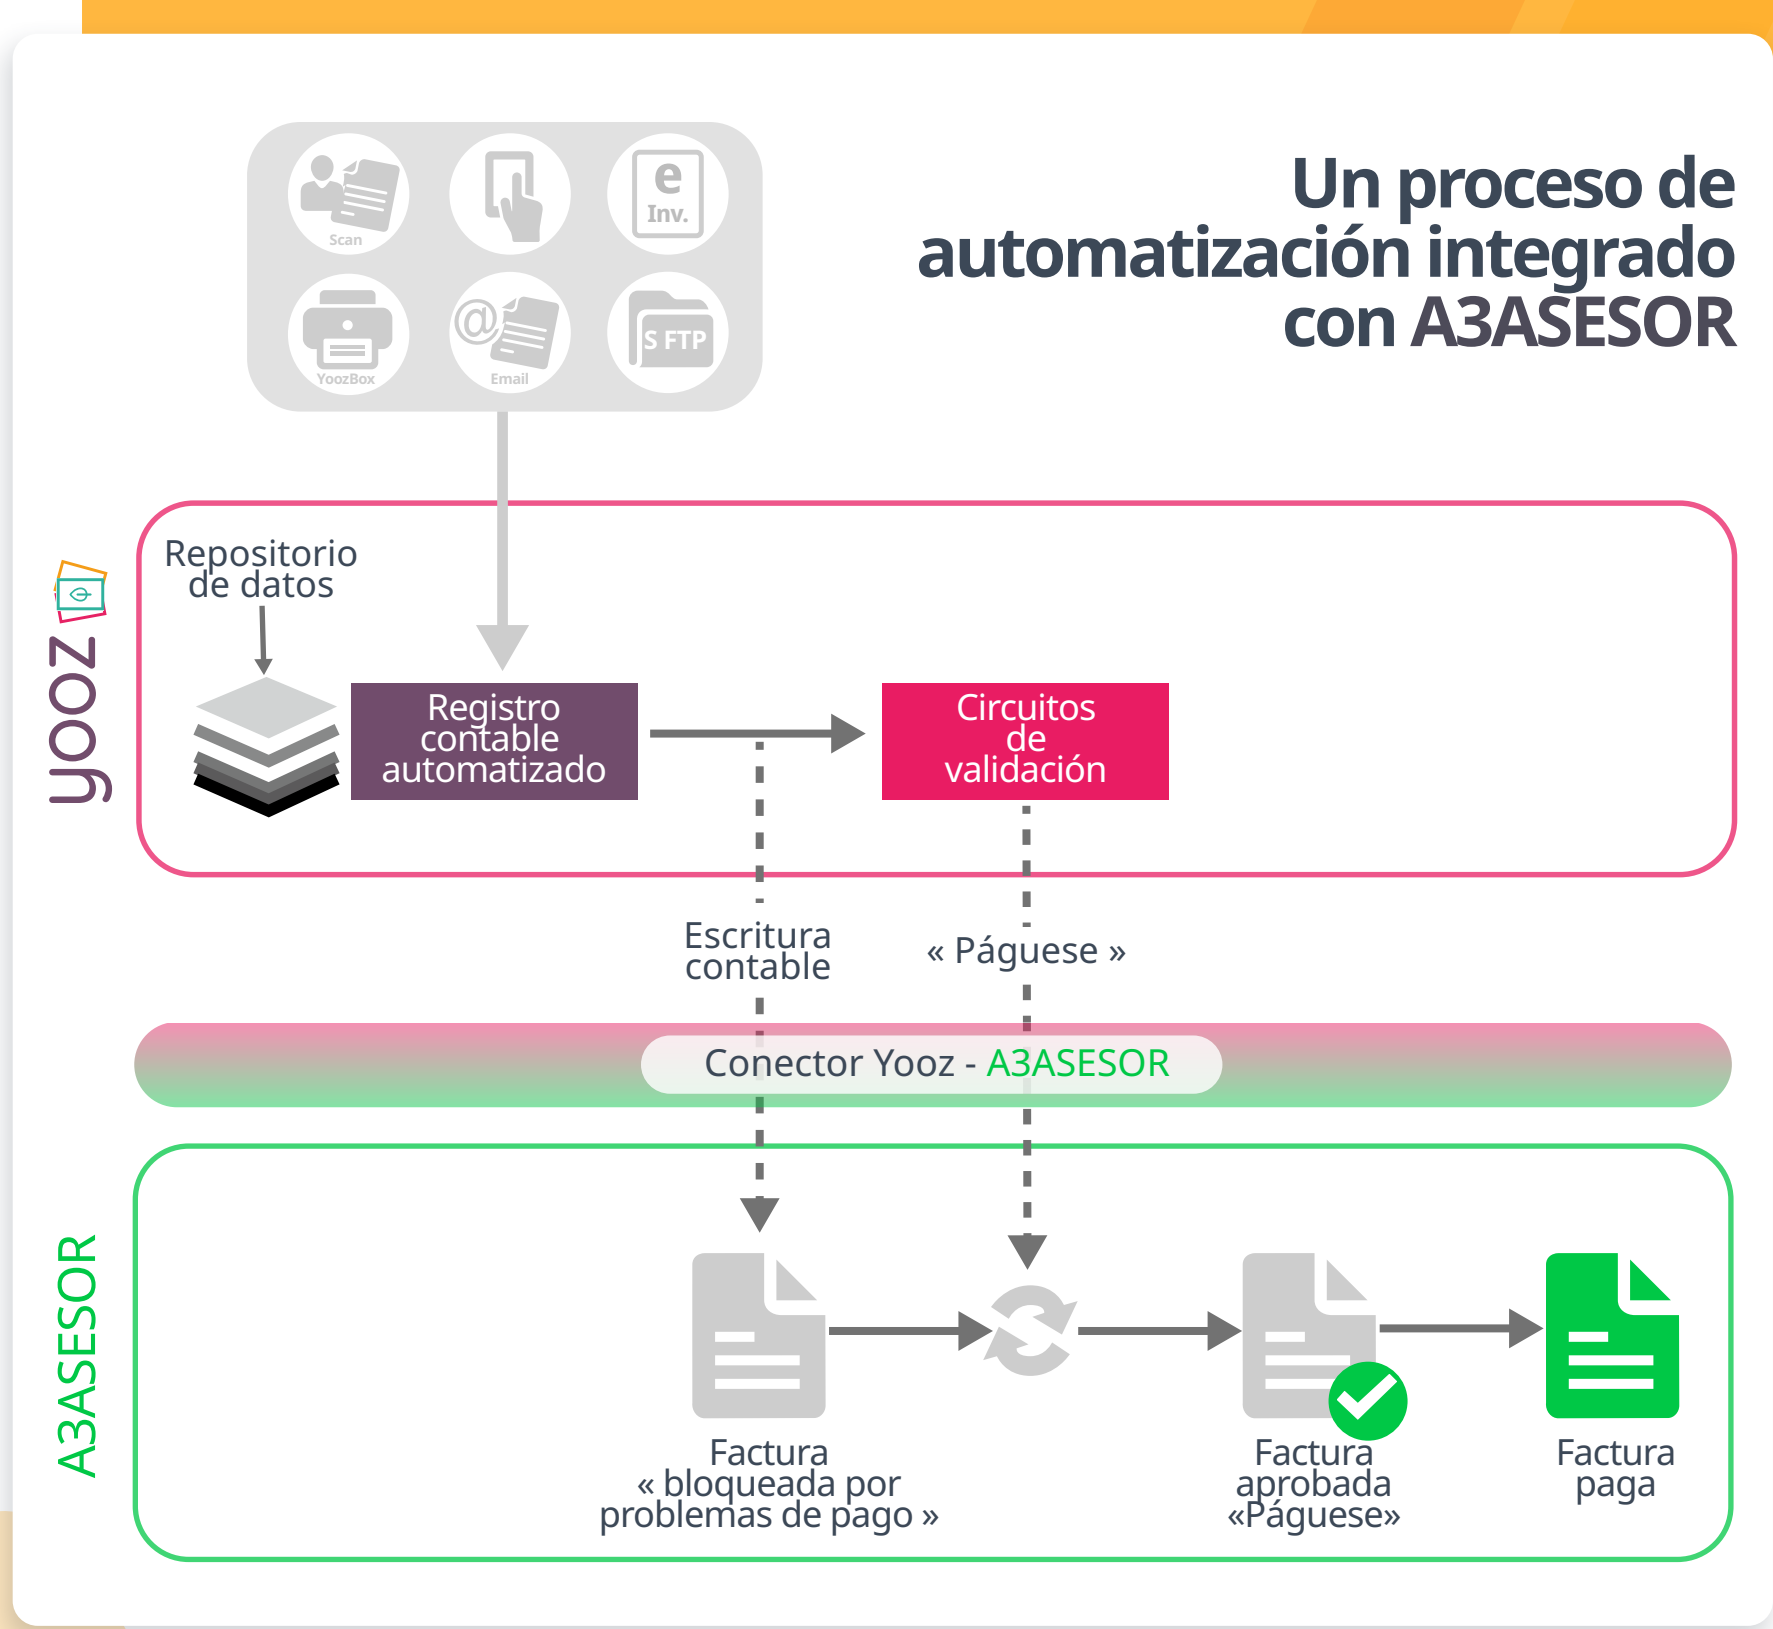 Un proceso de
automatización integrado
con A3ASESOR
Scan
e
Inv.
YoozBox
@
Email
S FTP
yooz
Repositorio
de datos
Registro
contable
automatizado
Circuitos
de
validación
Escritura
contable
« Páguese »
Conector Yooz - A3ASESOR
A3ASESOR
Factura
« bloqueada por
problemas de pago »
Factura
aprobada
«Páguese»
Factura
paga